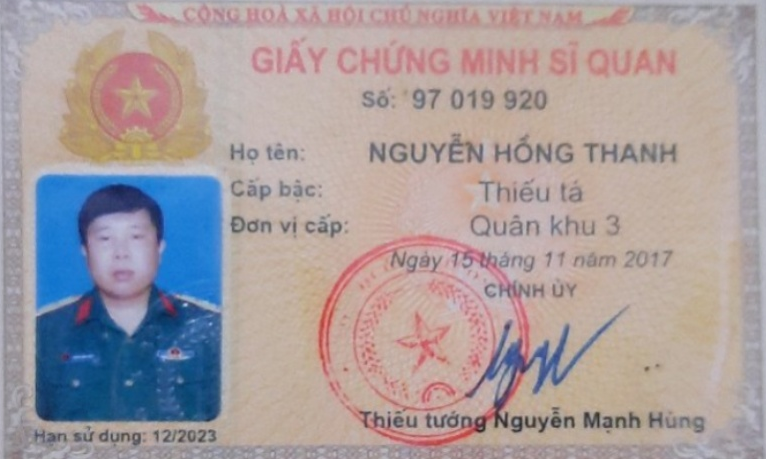 CỘNG HOÀ XÃ HỘI CHỦ NGHĨA VIỆT NAM
GIẤY CHỨNG MINH SĨ QUAN
Số: 97 019 920
Họ tên: NGUYỄN HỒNG THANH
Cấp bậc: Thiếu tá
Đơn vị cấp: Quân khu 3
Ngày 15 tháng 11 năm 2017
CHÍNH ỦY
Thiếu tướng Nguyễn Mạnh Hùng
Hạn sử dụng: 12/2023